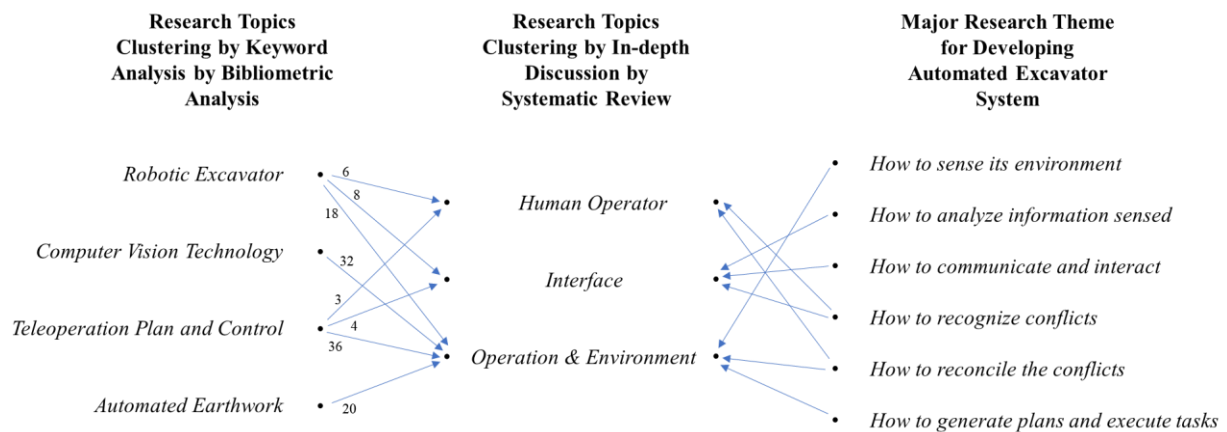 Research Topics
Clustering by Keyword
Analysis by Bibliometric
Analysis
Research Topics
Clustering by In-depth
Discussion by
Systematic Review
Major Research Theme
for Developing
Automated Excavator
System
Robotic Excavator
Computer Vision Technology
Teleoperation Plan and Control
Automated Earthwork
6
8
18
32
3
4
36
20
Human Operator
Interface
Operation & Environment
How to sense its environment
How to analyze information sensed
How to communicate and interact
How to recognize conflicts
How to reconcile the conflicts
How to generate plans and execute tasks